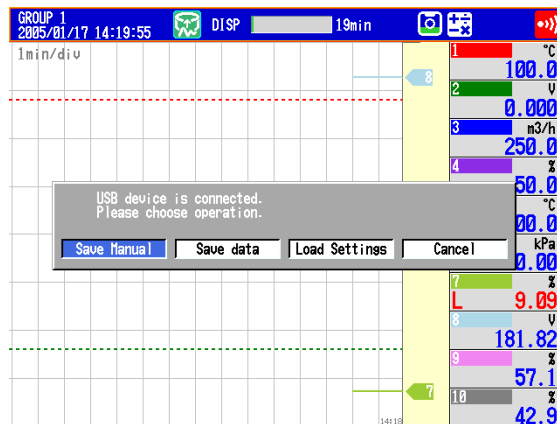 GROUP 1
2005/01/17 14:19:55
DISP
19min
1min/div
8
1 °C
100.0
2 V
0.000
3 m3/h
250.0
4 %
50.0
°C
00.0
kPa
0.00
USB device is connected.
Please choose operation.
Save Manual
Save data
Load Settings
Cancel
7 %
L 9.09
8 V
181.82
9 %
57.1
7
10 %
42.9
14:18